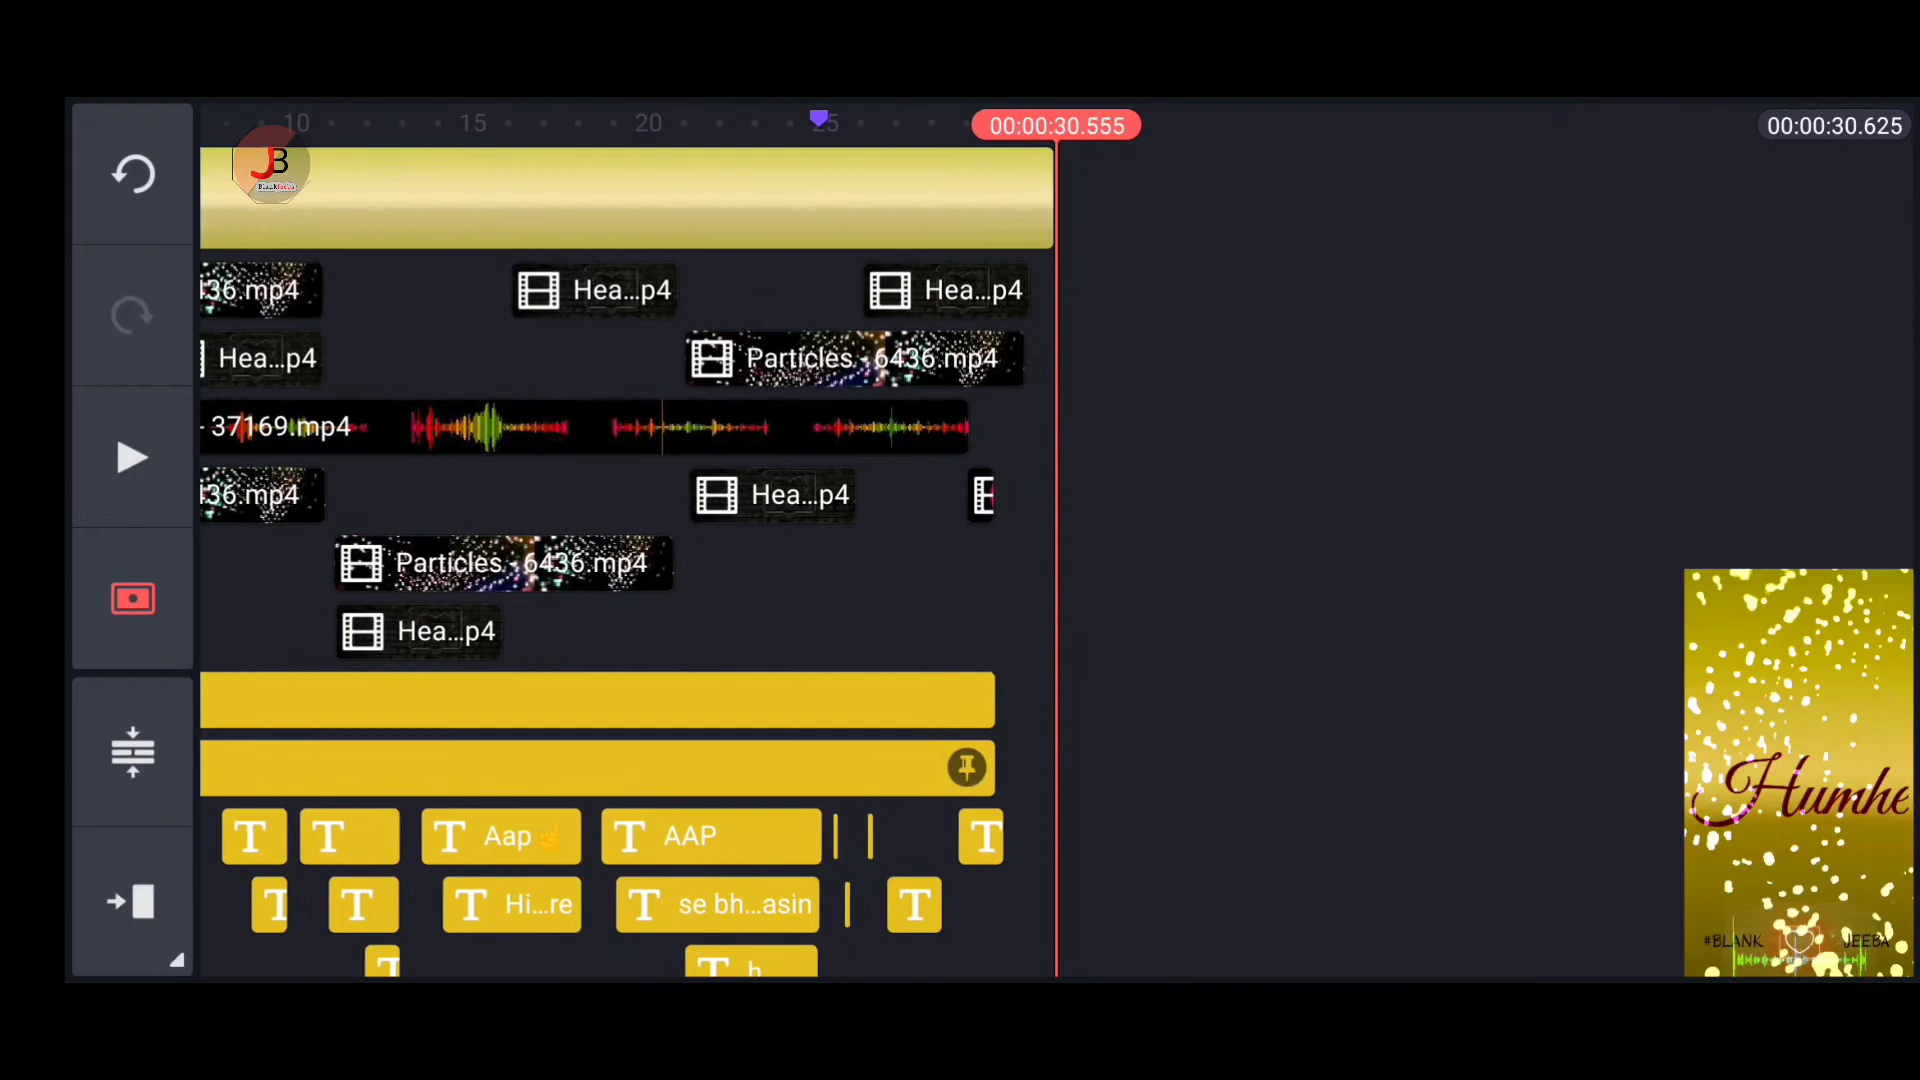 10 15 20 25 00:00:30.555 00:00:30.625
JB
BlankJeeba
36.mp4 Hea...p4 Hea...p4
Hea...p4 Particles - 6436.mp4
- 37169.mp4
36.mp4 Hea...p4
Particles - 6436.mp4
Hea...p4
T T T Aap T AAP T
T T T Hi...re T se bh...asin T
T T h
Humhe
#BLANK JEEBA